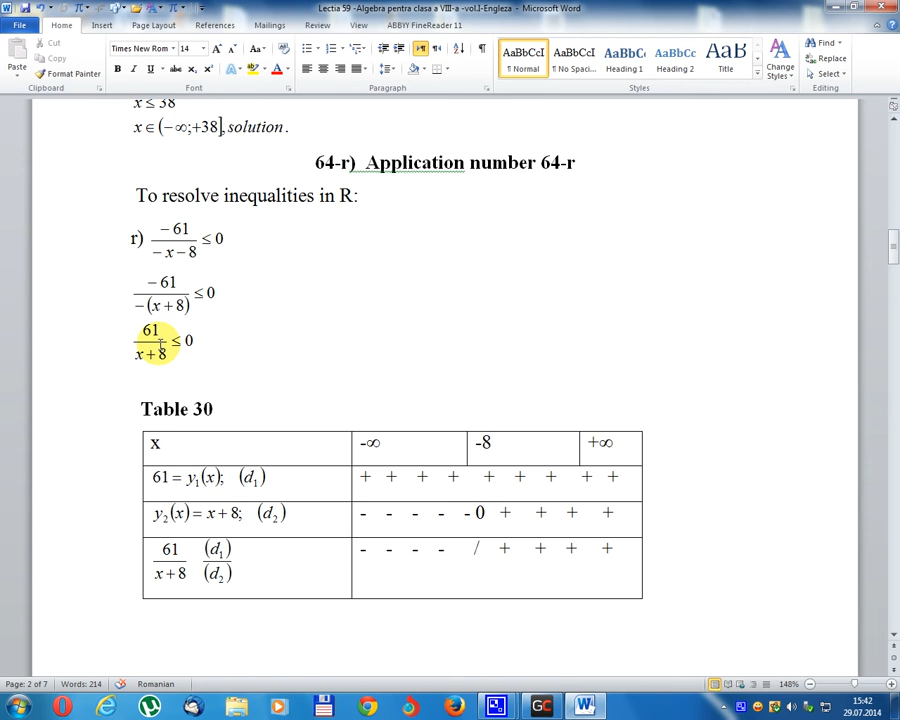 Lectia 59 -Algebra pentra clasa a VIII-a -vol.I-Engleza - Microsoft Word
File Home Insert Page Layout References Mailings Review View ABBYY FineReader 11
Cut
Copy
Format Painter
Paste
Times New Rom 14
AaBbCcI AaBbCcI AaBbC AaBbCc AaB
¶ Normal ¶ No Spaci... Heading 1 Heading 2 Title
Change Styles
Find
Replace
Select
Clipboard Font Paragraph Styles Editing
x ≤ 38
x ∈ (−∞;+38], solution.
64-r) Application number 64-r
To resolve inequalities in R:
r) −61/(−x−8) ≤ 0
−61/(−(x+8)) ≤ 0
61/(x+8) ≤ 0
Table 30
x -∞ -8 +∞
61 = y₁(x); (d₁) + + + + + + + + +
y₂(x) = x+8; (d₂) - - - - - 0 + + + +
61/(x+8) (d₁)/(d₂) - - - - / + + + +
Page: 2 of 7 Words: 214 Romanian 148%
15:42
29.07.2014